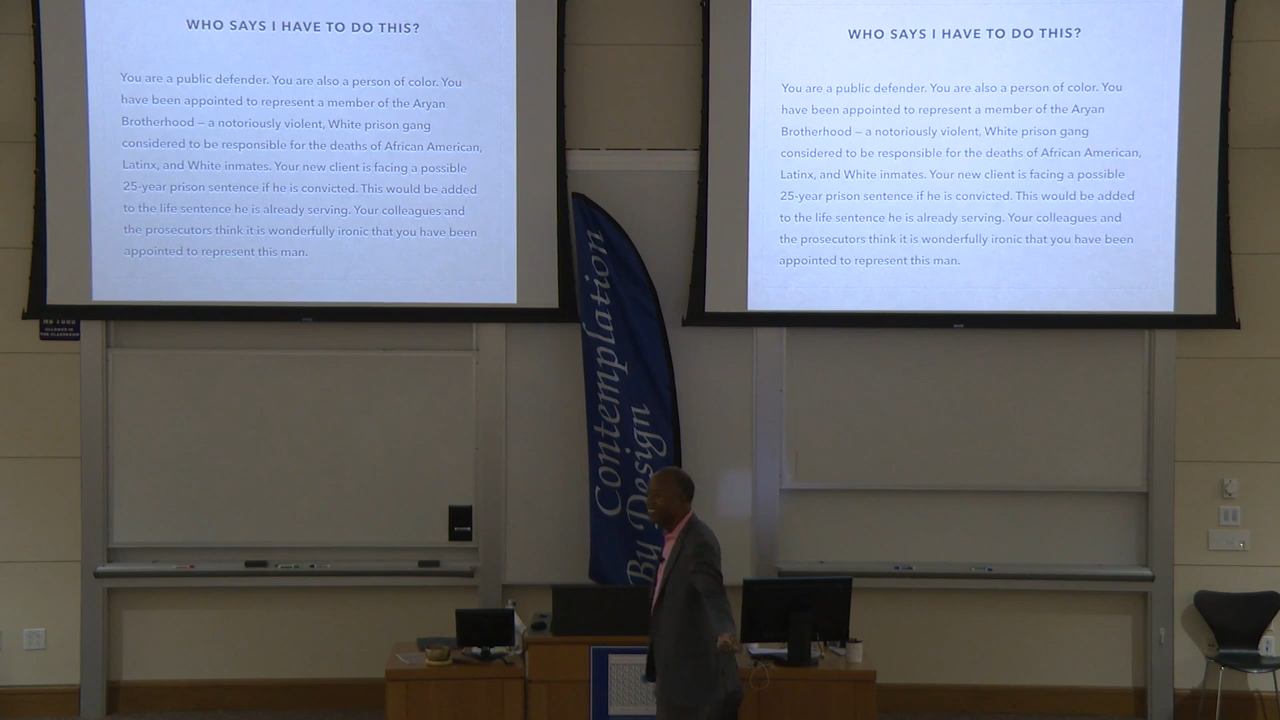 WHO SAYS I HAVE TO DO THIS?
You are a public defender. You are also a person of color. You
have been appointed to represent a member of the Aryan
Brotherhood – a notoriously violent, White prison gang
considered to be responsible for the deaths of African American,
Latinx, and White inmates. Your new client is facing a possible
25-year prison sentence if he is convicted. This would be added
to the life sentence he is already serving. Your colleagues and
the prosecutors think it is wonderfully ironic that you have been
appointed to represent this man.
WHO SAYS I HAVE TO DO THIS?
You are a public defender. You are also a person of color. You
have been appointed to represent a member of the Aryan
Brotherhood – a notoriously violent, White prison gang
considered to be responsible for the deaths of African American,
Latinx, and White inmates. Your new client is facing a possible
25-year prison sentence if he is convicted. This would be added
to the life sentence he is already serving. Your colleagues and
the prosecutors think it is wonderfully ironic that you have been
appointed to represent this man.
ALLOWED IN
THE CLASSROOM
Contemplation
By Design